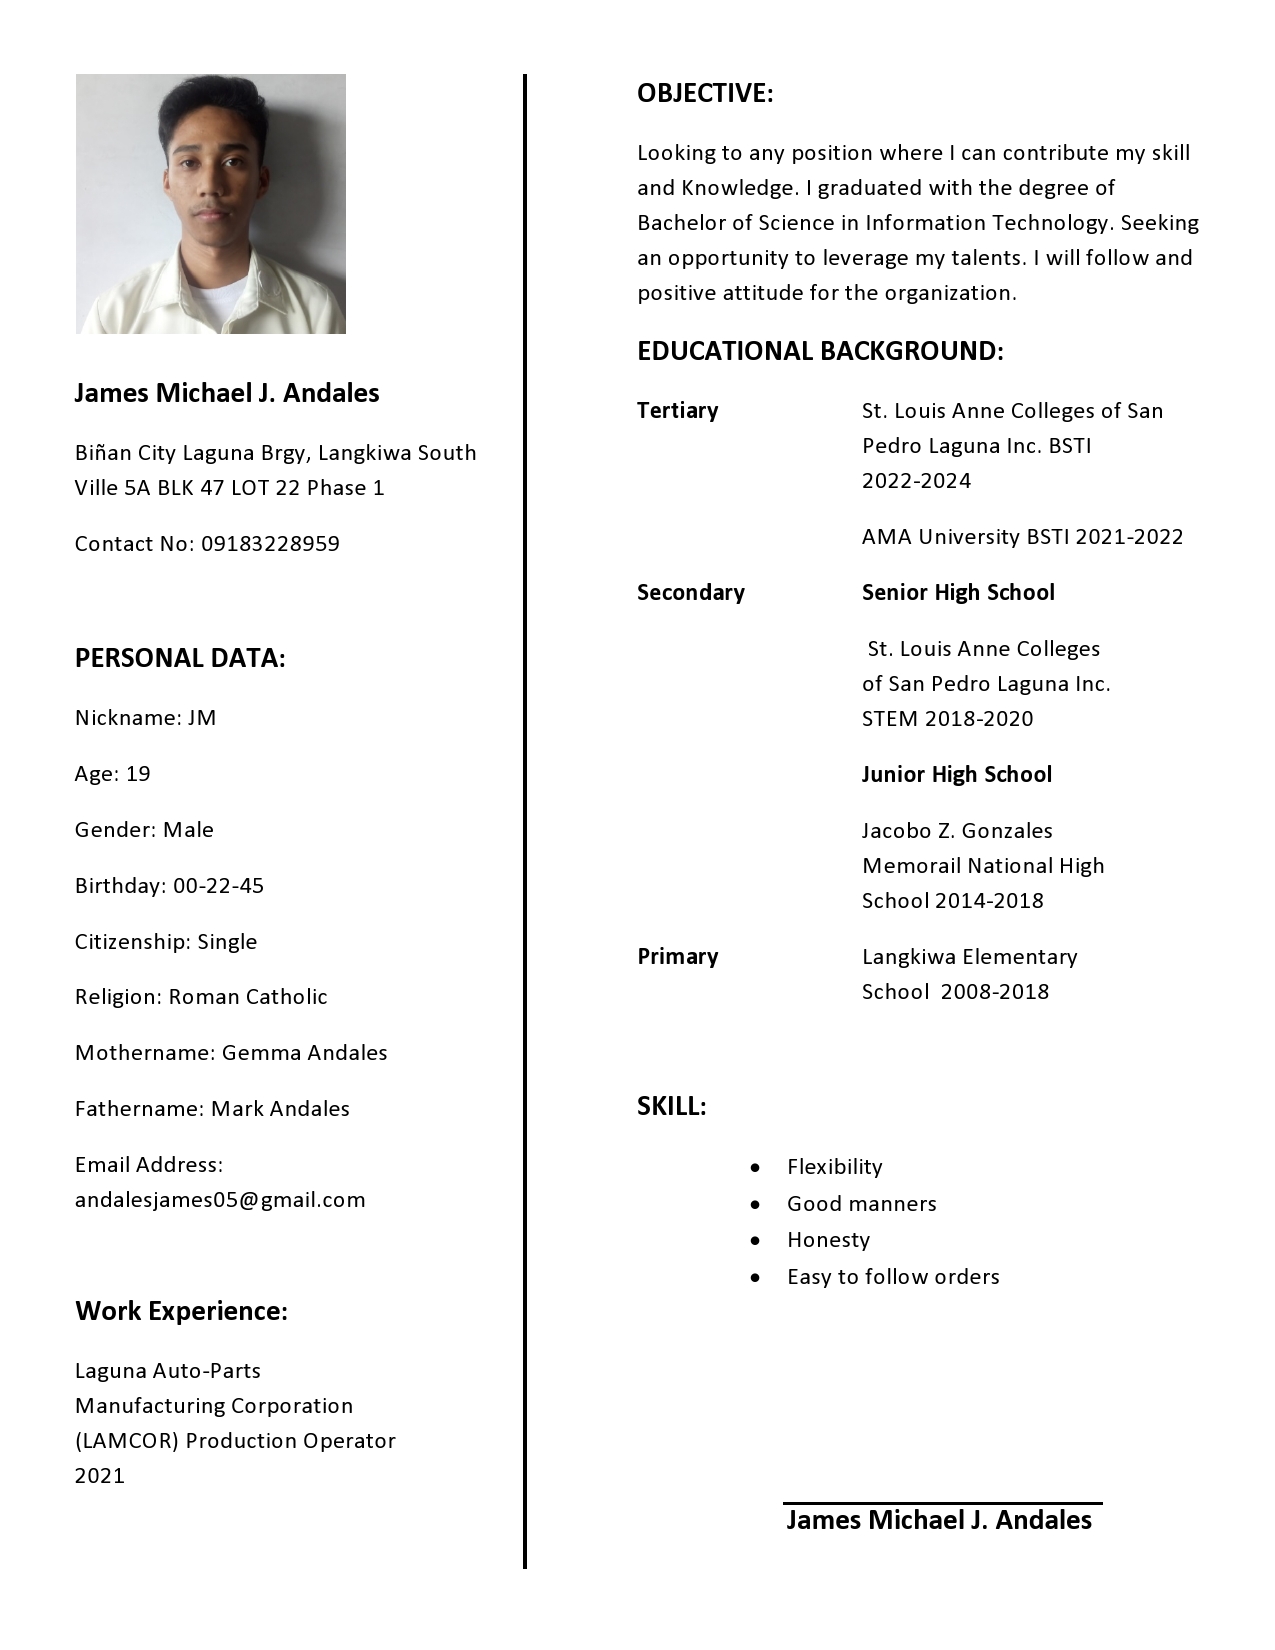 James Michael J. Andales
Biñan City Laguna Brgy, Langkiwa South
Ville 5A BLK 47 LOT 22 Phase 1
Contact No: 09183228959
PERSONAL DATA:
Nickname: JM
Age: 19
Gender: Male
Birthday: 00-22-45
Citizenship: Single
Religion: Roman Catholic
Mothername: Gemma Andales
Fathername: Mark Andales
Email Address:
andalesjames05@gmail.com
Work Experience:
Laguna Auto-Parts
Manufacturing Corporation
(LAMCOR) Production Operator
2021
OBJECTIVE:
Looking to any position where I can contribute my skill
and Knowledge. I graduated with the degree of
Bachelor of Science in Information Technology. Seeking
an opportunity to leverage my talents. I will follow and
positive attitude for the organization.
EDUCATIONAL BACKGROUND:
Tertiary St. Louis Anne Colleges of San
Pedro Laguna Inc. BSTI
2022-2024
AMA University BSTI 2021-2022
Secondary Senior High School
St. Louis Anne Colleges
of San Pedro Laguna Inc.
STEM 2018-2020
Junior High School
Jacobo Z. Gonzales
Memorail National High
School 2014-2018
Primary Langkiwa Elementary
School 2008-2018
SKILL:
• Flexibility
• Good manners
• Honesty
• Easy to follow orders
James Michael J. Andales